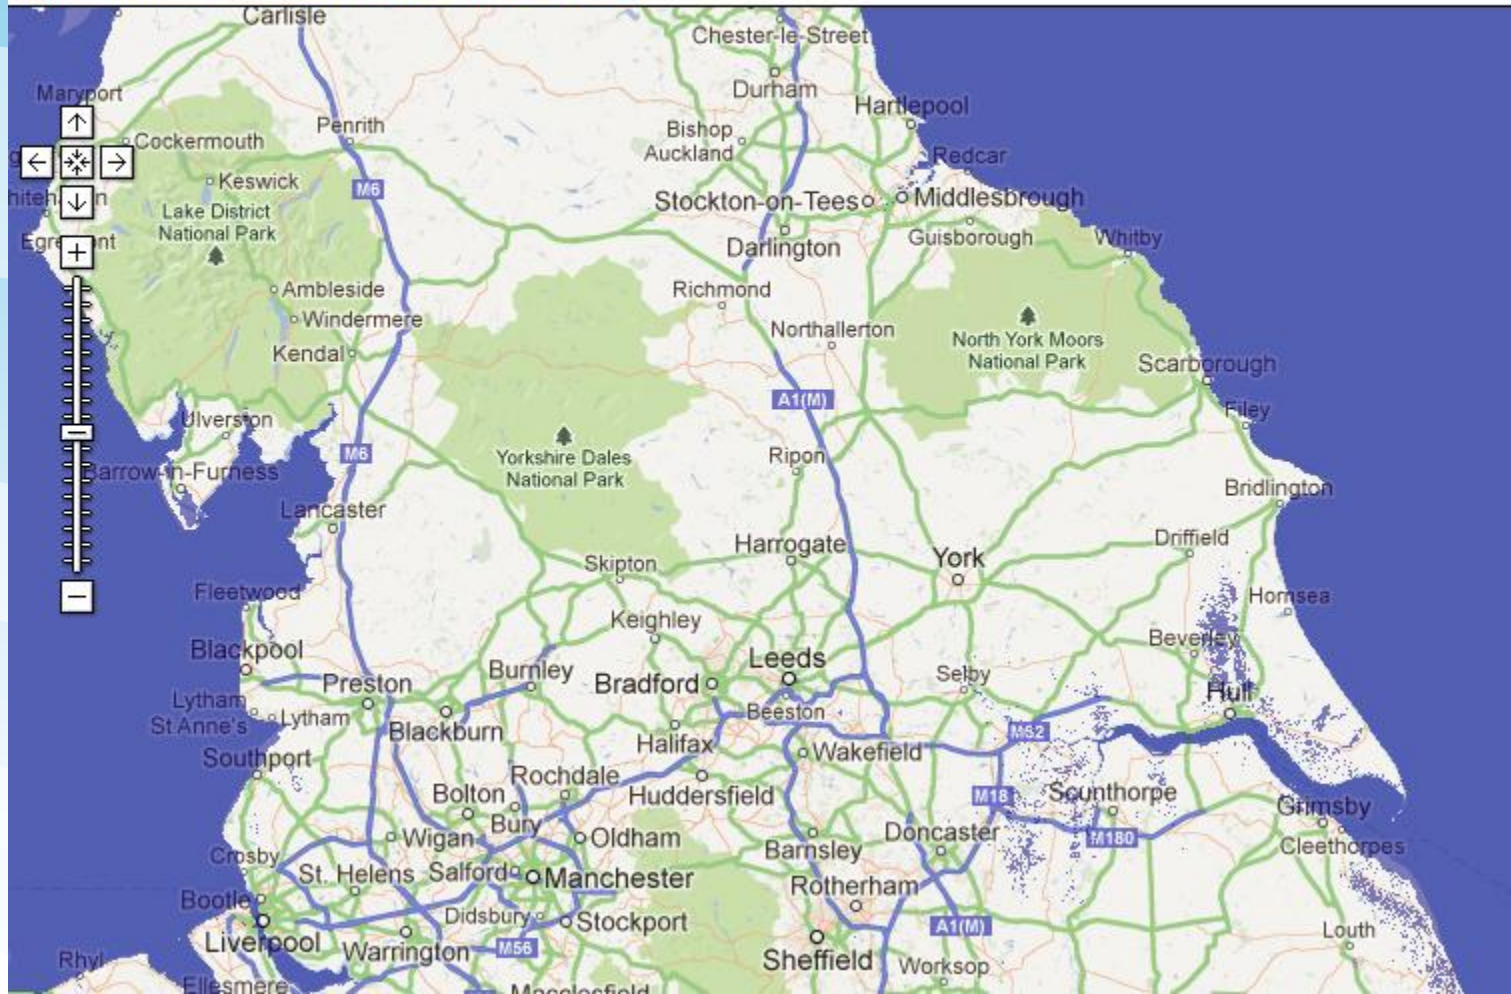 Carlisle
Chester-le-Street
Maryport
Durham
Hartlepool
Penrith
Bishop
Auckland
Cockermouth
Redcar
Keswick
M6
Stockton-on-Tees
Middlesbrough
Lake District
National Park
Egremont
Darlington
Guisborough
Whitby
Ambleside
Richmond
Windermere
Northallerton
North York Moors
National Park
Kendal
Scarborough
A1(M)
Filey
Ulverston
M6
Yorkshire Dales
National Park
Ripon
Barrow-in-Furness
Bridlington
Lancaster
Harrogate
York
Driffield
Skipton
Fleetwood
Hornsea
Keighley
Beverley
Blackpool
Burnley
Leeds
Selby
Preston
Bradford
Hull
Lytham
St Anne's
Lytham
Beeston
Blackburn
Halifax
M62
Wakefield
Southport
Rochdale
Bolton
Huddersfield
M18
Scunthorpe
Grimsby
Bury
Wigan
Oldham
Barnsley
Doncaster
M180
Cleethorpes
Crosby
St. Helens
Salford
Manchester
Rotherham
Bootle
Didsbury
Stockport
A1(M)
Louth
Liverpool
Warrington
M56
Sheffield
Rhyl
Worksop
Ellesmere
Macclesfield